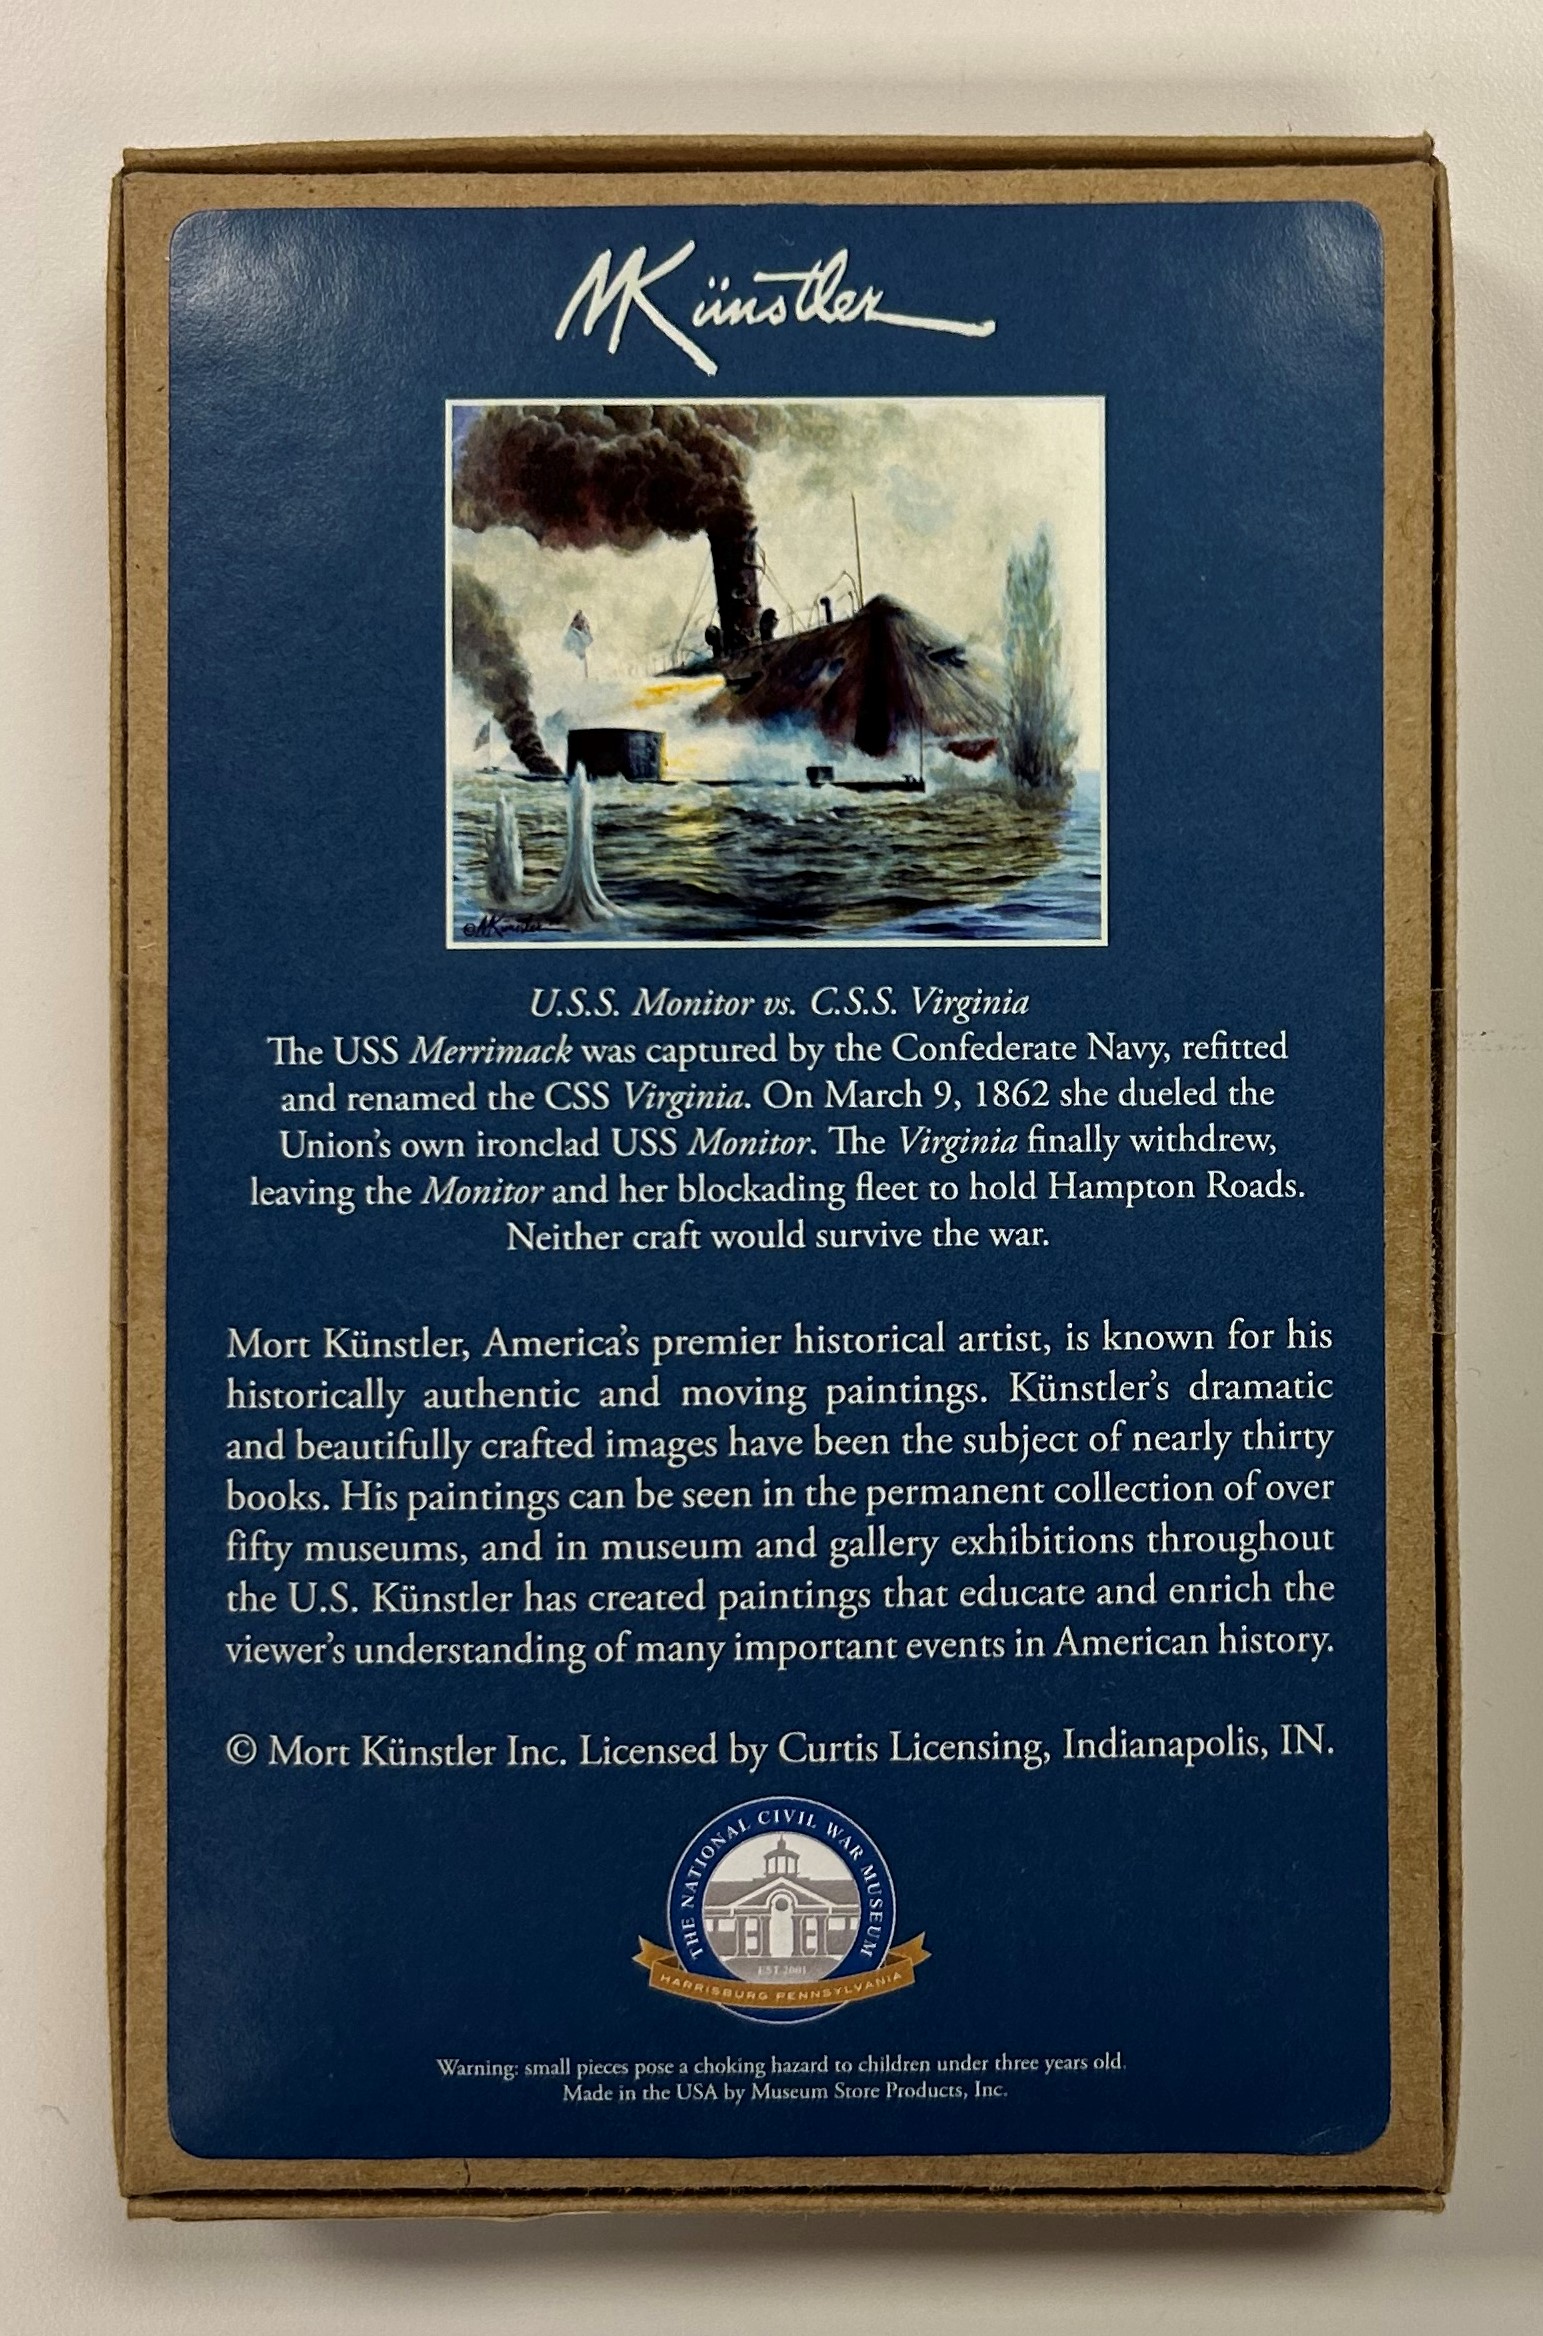 MKünstler
©MKünstler
U.S.S. Monitor vs. C.S.S. Virginia
The USS Merrimack was captured by the Confederate Navy, refitted
and renamed the CSS Virginia. On March 9, 1862 she dueled the
Union's own ironclad USS Monitor. The Virginia finally withdrew,
leaving the Monitor and her blockading fleet to hold Hampton Roads.
Neither craft would survive the war.
Mort Künstler, America's premier historical artist, is known for his
historically authentic and moving paintings. Künstler's dramatic
and beautifully crafted images have been the subject of nearly thirty
books. His paintings can be seen in the permanent collection of over
fifty museums, and in museum and gallery exhibitions throughout
the U.S. Künstler has created paintings that educate and enrich the
viewer's understanding of many important events in American history.
© Mort Künstler Inc. Licensed by Curtis Licensing, Indianapolis, IN.
THE NATIONAL CIVIL WAR MUSEUM
EST. 2001
HARRISBURG PENNSYLVANIA
Warning: small pieces pose a choking hazard to children under three years old.
Made in the USA by Museum Store Products, Inc.